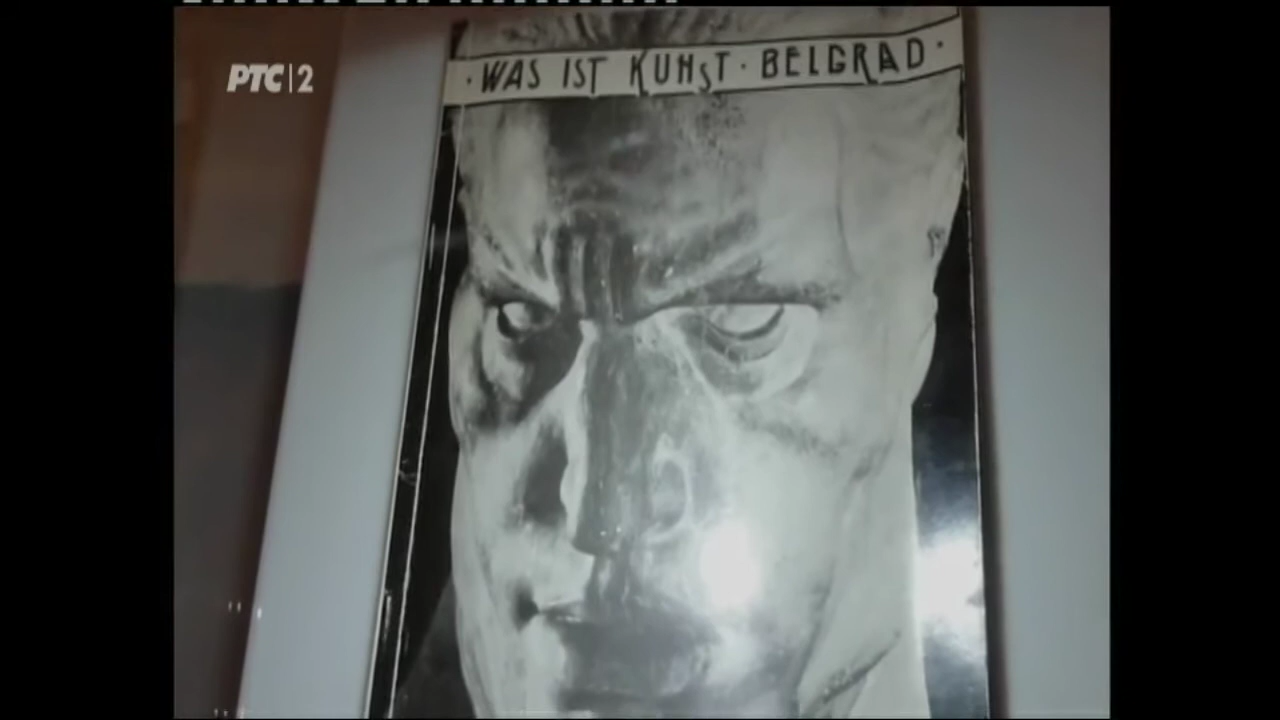 · WAS IST KUNST · BELGRAD ·
РТС|2